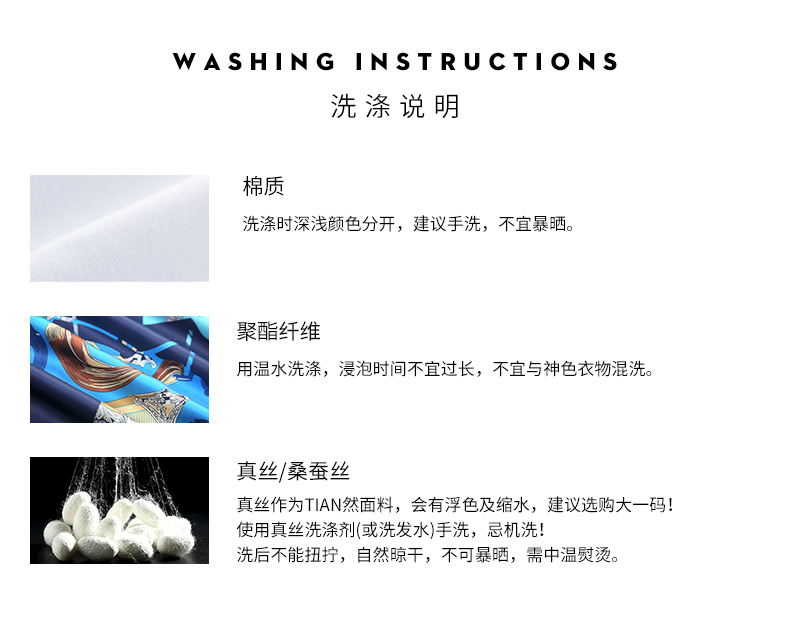 WASHING INSTRUCTIONS
洗涤说明
棉质
洗涤时深浅颜色分开，建议手洗，不宜暴晒。
聚酯纤维
用温水洗涤，浸泡时间不宜过长，不宜与神色衣物混洗。
真丝/桑蚕丝
真丝作为TIAN然面料，会有浮色及缩水，建议选购大一码！
使用真丝洗涤剂(或洗发水)手洗，忌机洗！
洗后不能扭拧，自然晾干，不可暴晒，需中温熨烫。